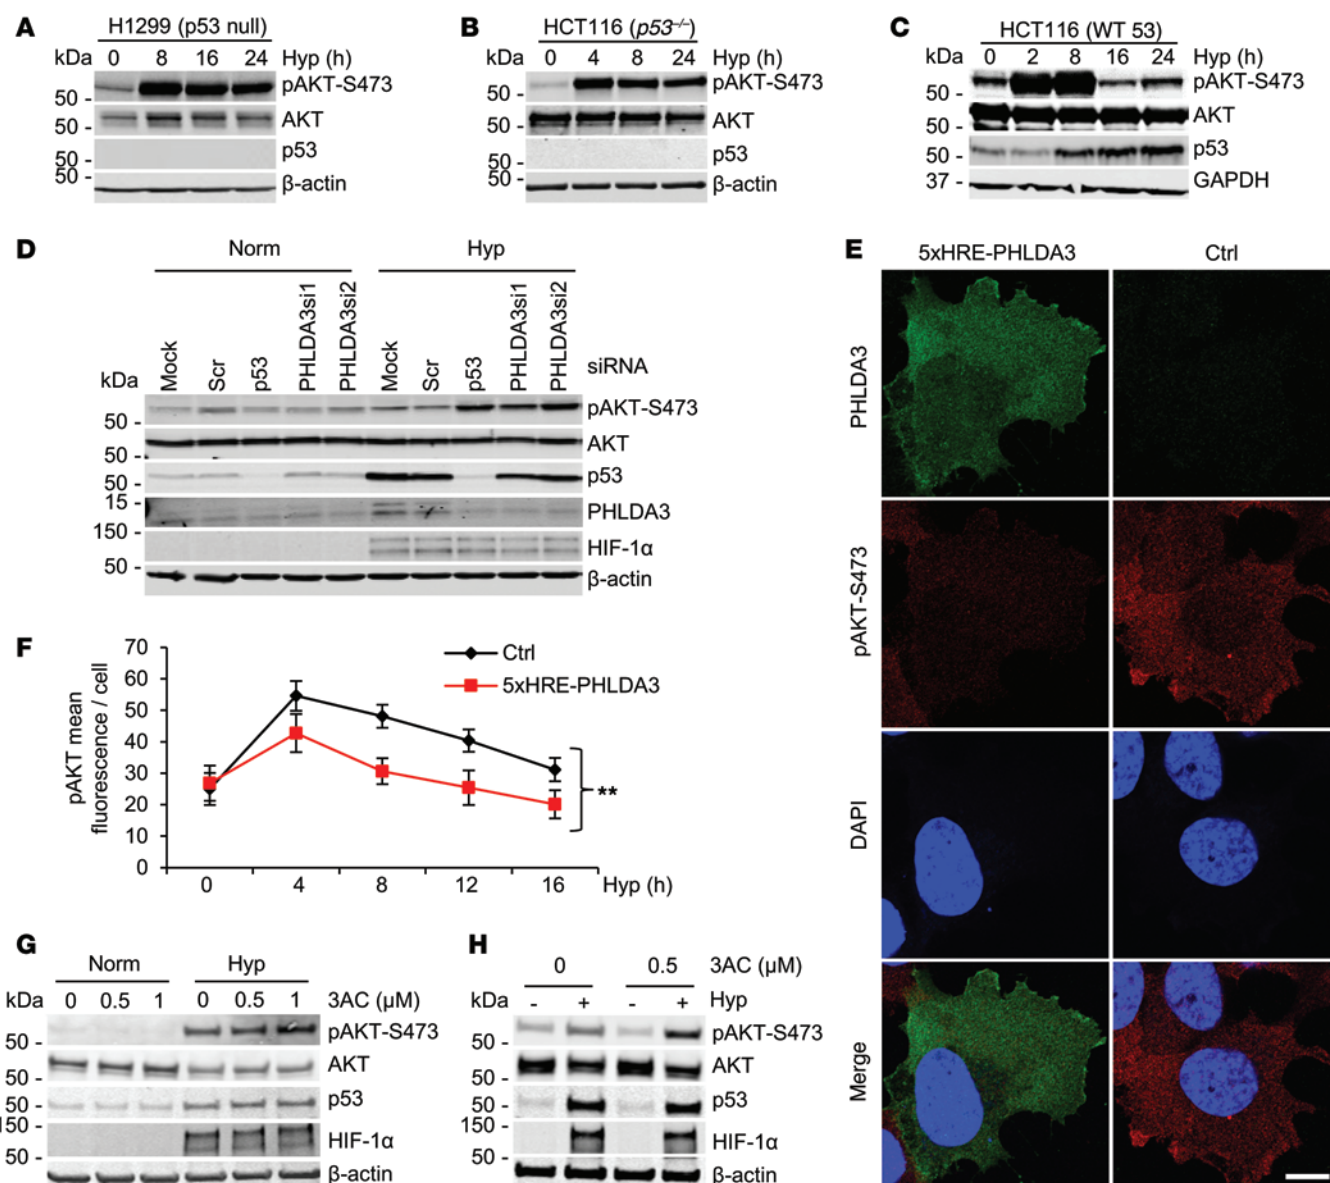 A
H1299 (p53 null)
kDa 0 8 16 24 Hyp (h)
pAKT-S473
50 -
AKT
50 -
p53
50 -
50 -
β-actin
B
HCT116 (p53–/–)
kDa 0 4 8 24 Hyp (h)
pAKT-S473
50 -
AKT
50 -
p53
50 -
50 -
β-actin
C
HCT116 (WT 53)
kDa 0 2 8 16 24 Hyp (h)
pAKT-S473
50 -
AKT
50 -
p53
50 -
37 -
GAPDH
D
Norm Hyp
kDa Mock Scr p53 PHLDA3si1 PHLDA3si2 Mock Scr p53 PHLDA3si1 PHLDA3si2 siRNA
pAKT-S473
50 -
AKT
50 -
p53
50 -
15 -
PHLDA3
150 -
HIF-1α
50 -
β-actin
E
5xHRE-PHLDA3 Ctrl
PHLDA3
pAKT-S473
DAPI
Merge
F
pAKT mean
fluorescence / cell
70
60
50
40
30
20
10
0
Ctrl
5xHRE-PHLDA3
**
0 4 8 12 16 Hyp (h)
G
Norm Hyp
kDa 0 0.5 1 0 0.5 1 3AC (μM)
pAKT-S473
50 -
AKT
50 -
p53
50 -
150 -
HIF-1α
50 -
β-actin
H
0 0.5 3AC (μM)
kDa - + - + Hyp
pAKT-S473
50 -
AKT
50 -
p53
50 -
150 -
HIF-1α
50 -
β-actin